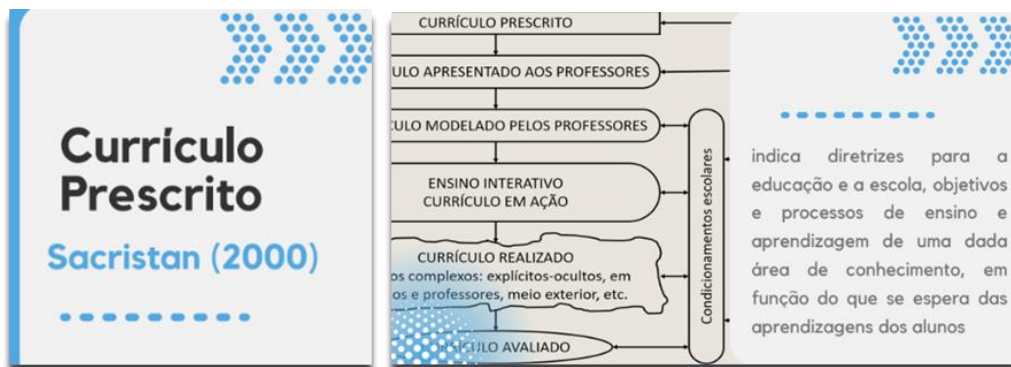 Currículo
Prescrito
Sacristan (2000)
CURRÍCULO PRESCRITO
ULO APRESENTADO AOS PROFESSORES
ULO MODELADO PELOS PROFESSORES
ENSINO INTERATIVO
CURRÍCULO EM AÇÃO
CURRÍCULO REALIZADO
os complexos: explícitos-ocultos, em
os e professores, meio exterior, etc.
ULO AVALIADO
Condicionamentos escolares
indica diretrizes para a
educação e a escola, objetivos
e processos de ensino e
aprendizagem de uma dada
área de conhecimento, em
função do que se espera das
aprendizagens dos alunos